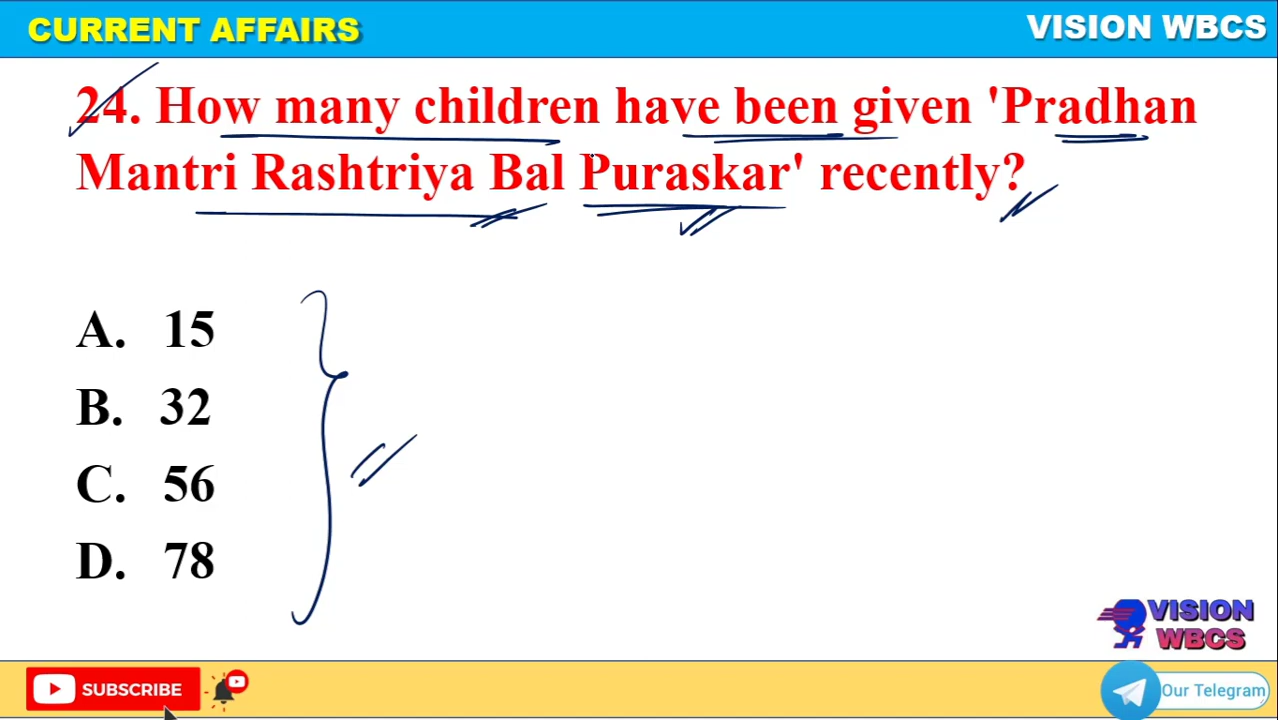 CURRENT AFFAIRS
VISION WBCS
24. How many children have been given 'Pradhan
Mantri Rashtriya Bal Puraskar' recently?
A. 15
B. 32
C. 56
D. 78
VISION
WBCS
SUBSCRIBE
Our Telegram